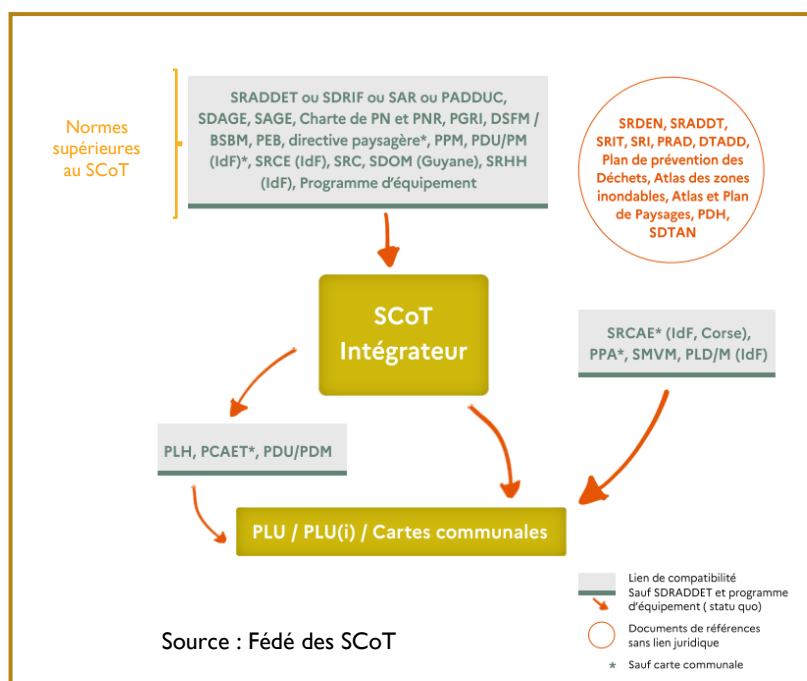 Normes
supérieures
au SCoT
SRADDET ou SDRIF ou SAR ou PADDUC,
SDAGE, SAGE, Charte de PN et PNR, PGRI, DSFM /
BSBM, PEB, directive paysagère*, PPM, PDU/PM
(IdF)*, SRCE (IdF), SRC, SDOM (Guyane), SRHH
(IdF), Programme d'équipement
SRDEN, SRADDT,
SRIT, SRI, PRAD, DTADD,
Plan de prévention des
Déchets, Atlas des zones
inondables, Atlas et Plan
de Paysages, PDH,
SDTAN
SCoT
Intégrateur
SRCAE* (IdF, Corse),
PPA*, SMVM, PLD/M (IdF)
PLH, PCAET*, PDU/PDM
PLU / PLU(i) / Cartes communales
Lien de compatibilité
Sauf SDRADDET et programme
d'équipement ( statu quo)
Documents de références
sans lien juridique
* Sauf carte communale
Source : Fédé des SCoT